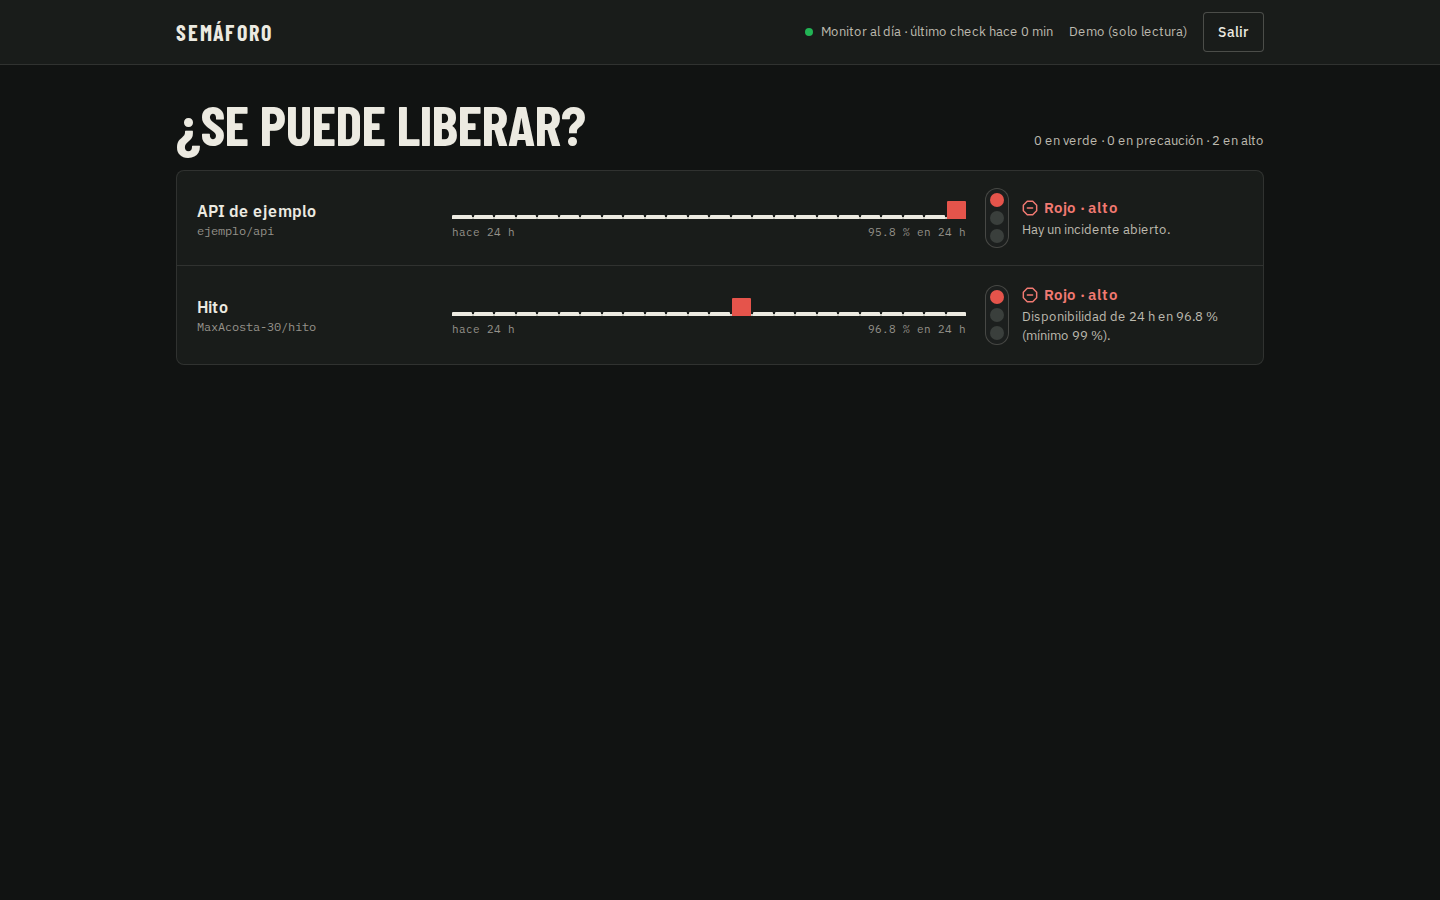 SEMÁFORO
Monitor al día · último check hace 0 min
Demo (solo lectura)
Salir
¿SE PUEDE LIBERAR?
0 en verde · 0 en precaución · 2 en alto
API de ejemplo
ejemplo/api
hace 24 h
95.8 % en 24 h
Rojo · alto
Hay un incidente abierto.
Hito
MaxAcosta-30/hito
hace 24 h
96.8 % en 24 h
Rojo · alto
Disponibilidad de 24 h en 96.8 %
(mínimo 99 %).